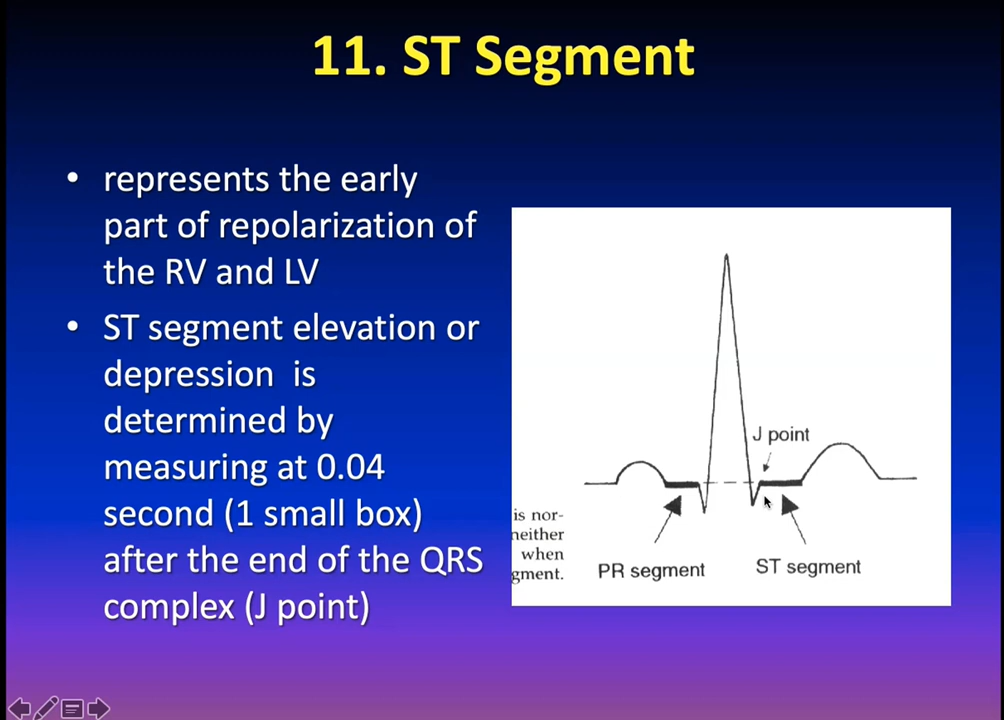 11. ST Segment
• represents the early
part of repolarization of
the RV and LV
• ST segment elevation or
depression is
determined by
measuring at 0.04
second (1 small box)
after the end of the QRS
complex (J point)
J point
is nor-
neither
when
gment.
PR segment
ST segment